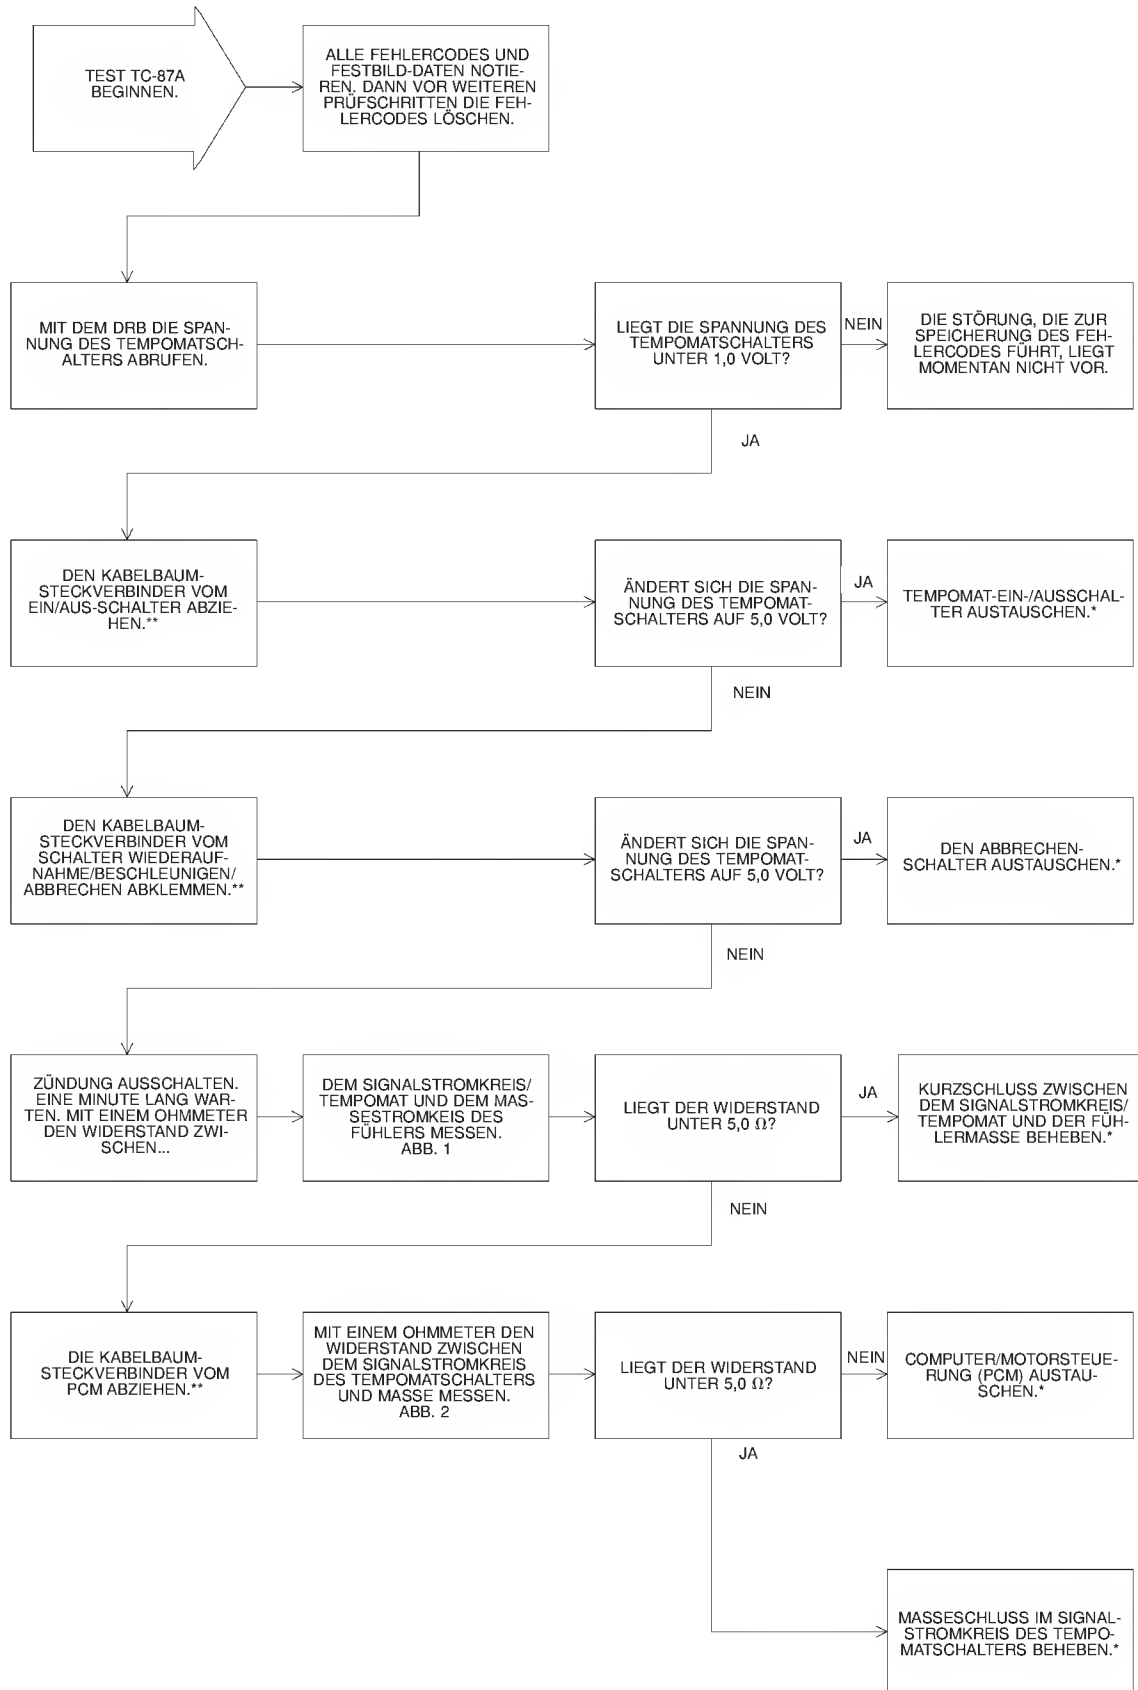 TEST TC-87A
BEGINNEN.
ALLE FEHLERCODES UND
FESTBILD-DATEN NOTIE-
REN. DANN VOR WEITEREN
PRÜFSCHRITTEN DIE FEH-
LERCODES LÖSCHEN.
MIT DEM DRB DIE SPAN-
NUNG DES TEMPOMATSCH-
ALTERS ABRUFEN.
LIEGT DIE SPANNUNG DES
TEMPOMATSCHALTERS
UNTER 1,0 VOLT?
NEIN
DIE STÖRUNG, DIE ZUR
SPEICHERUNG DES FEH-
LERCODES FÜHRT, LIEGT
MOMENTAN NICHT VOR.
JA
DEN KABELBAUM-
STECKVERBINDER VOM
EIN/AUS-SCHALTER ABZIE-
HEN.**
ÄNDERT SICH DIE SPAN-
NUNG DES TEMPOMAT-
SCHALTERS AUF 5,0 VOLT?
JA
TEMPOMAT-EIN-/AUSSCHAL-
TER AUSTAUSCHEN.*
NEIN
DEN KABELBAUM-
STECKVERBINDER VOM
SCHALTER WIEDERAUF-
NAHME/BESCHLEUNIGEN/
ABBRECHEN ABKLEMMEN.**
ÄNDERT SICH DIE SPAN-
NUNG DES TEMPOMAT-
SCHALTERS AUF 5,0 VOLT?
JA
DEN ABBRECHEN-
SCHALTER AUSTAUSCHEN.*
NEIN
ZÜNDUNG AUSSCHALTEN.
EINE MINUTE LANG WAR-
TEN. MIT EINEM OHMMETER
DEN WIDERSTAND ZWI-
SCHEN...
DEM SIGNALSTROMKREIS/
TEMPOMAT UND DEM MAS-
SESTROMKEIS DES
FÜHLERS MESSEN.
ABB. 1
LIEGT DER WIDERSTAND
UNTER 5,0 Ω?
JA
KURZSCHLUSS ZWISCHEN
DEM SIGNALSTROMKREIS/
TEMPOMAT UND DER FÜH-
LERMASSE BEHEBEN.*
NEIN
DIE KABELBAUM-
STECKVERBINDER VOM
PCM ABZIEHEN.**
MIT EINEM OHMMETER DEN
WIDERSTAND ZWISCHEN
DEM SIGNALSTROMKREIS
DES TEMPOMATSCHALTERS
UND MASSE MESSEN.
ABB. 2
LIEGT DER WIDERSTAND
UNTER 5,0 Ω?
NEIN
COMPUTER/MOTORSTEUE-
RUNG (PCM) AUSTAU-
SCHEN.*
JA
MASSESCHLUSS IM SIGNAL-
STROMKREIS DES TEMPO-
MATSCHALTERS BEHEBEN.*